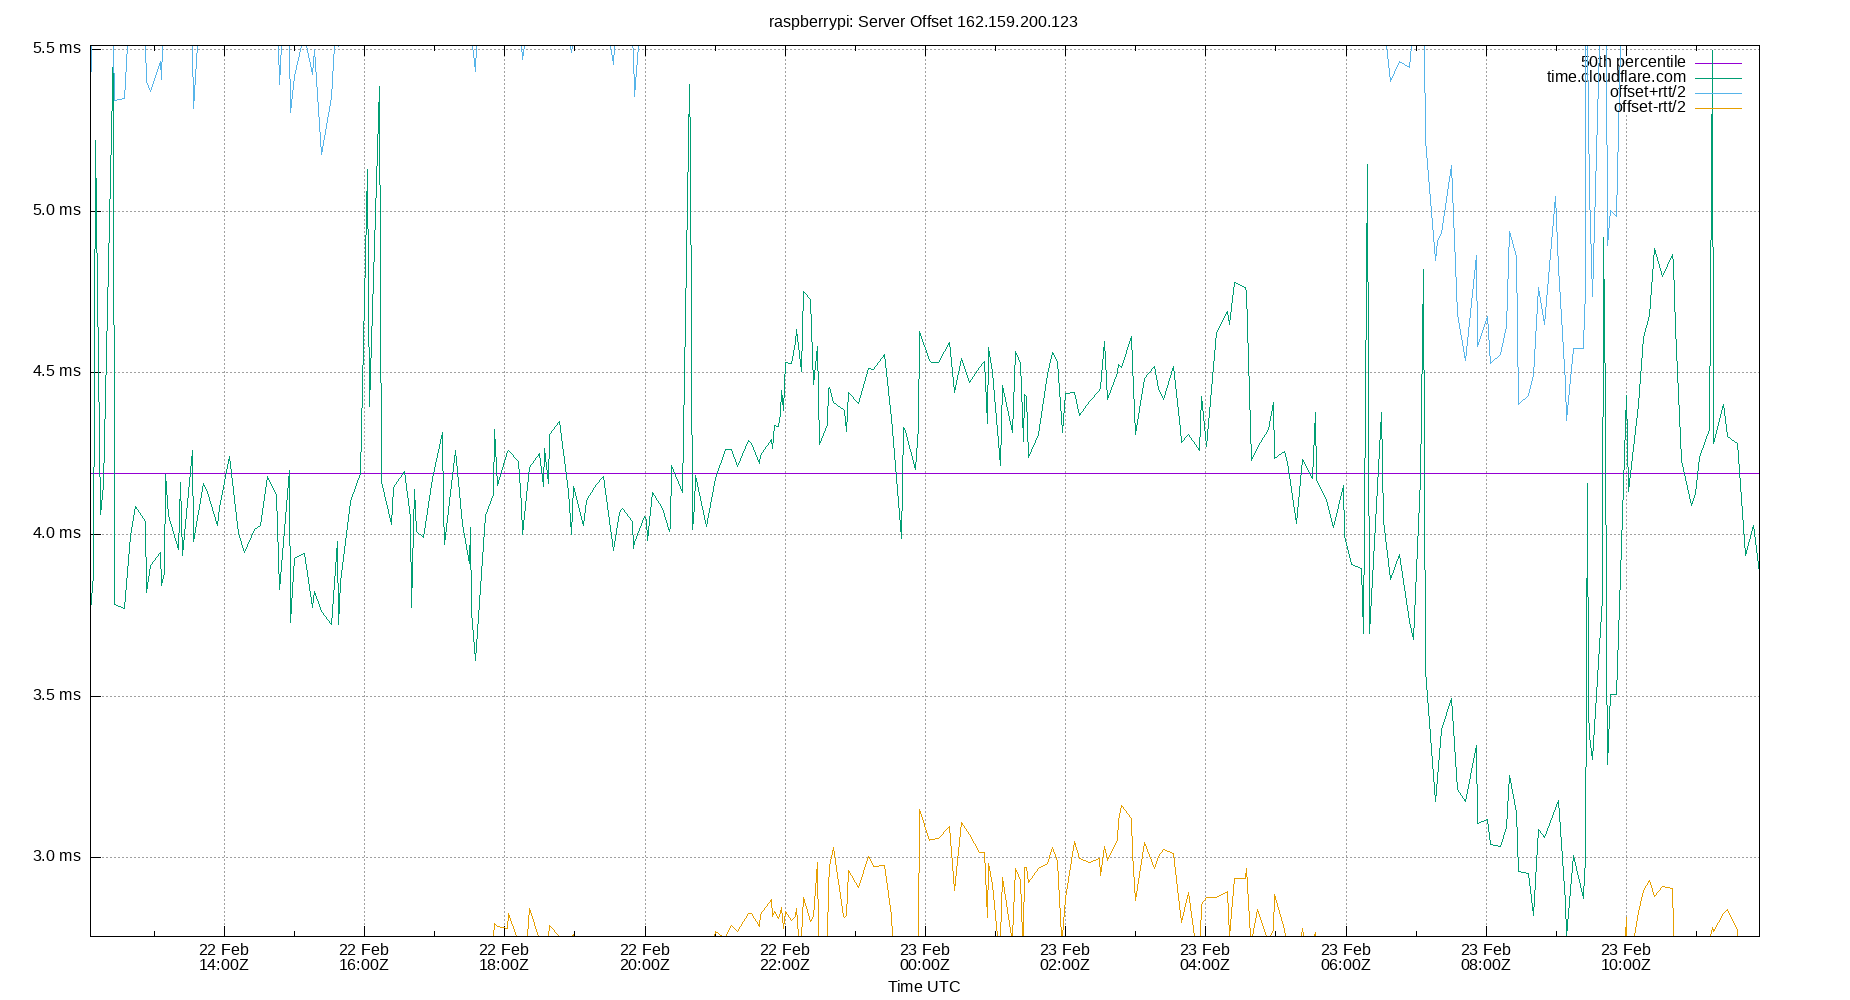 raspberrypi: Server Offset 162.159.200.123
5.5 ms
5.0 ms
4.5 ms
4.0 ms
3.5 ms
3.0 ms
50th percentile
time.cloudflare.com
offset+rtt/2
offset-rtt/2
22 Feb 22 Feb 22 Feb 22 Feb 22 Feb 23 Feb 23 Feb 23 Feb 23 Feb 23 Feb 23 Feb
14:00Z 16:00Z 18:00Z 20:00Z 22:00Z 00:00Z 02:00Z 04:00Z 06:00Z 08:00Z 10:00Z
Time UTC